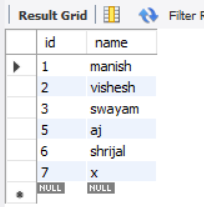 Result Grid Filter R
id name
1 manish
2 vishesh
3 swayam
5 aj
6 shrijal
7 x
NULL NULL